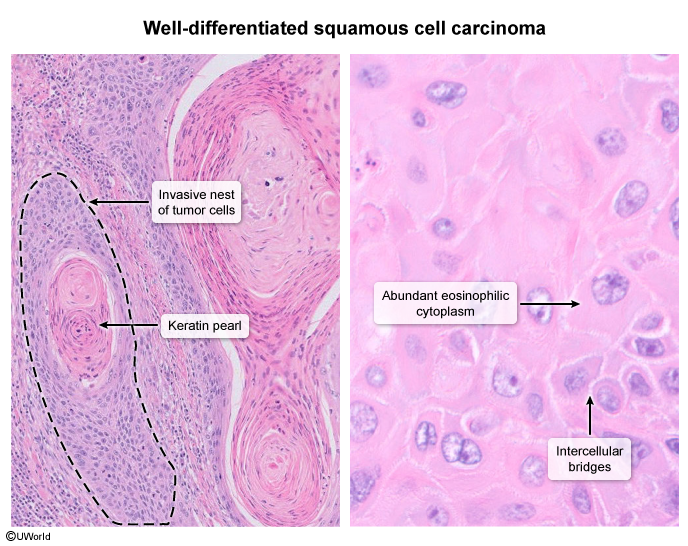 Well-differentiated squamous cell carcinoma
Invasive nest
of tumor cells
Keratin pearl
Abundant eosinophilic
cytoplasm
Intercellular
bridges
©UWorld